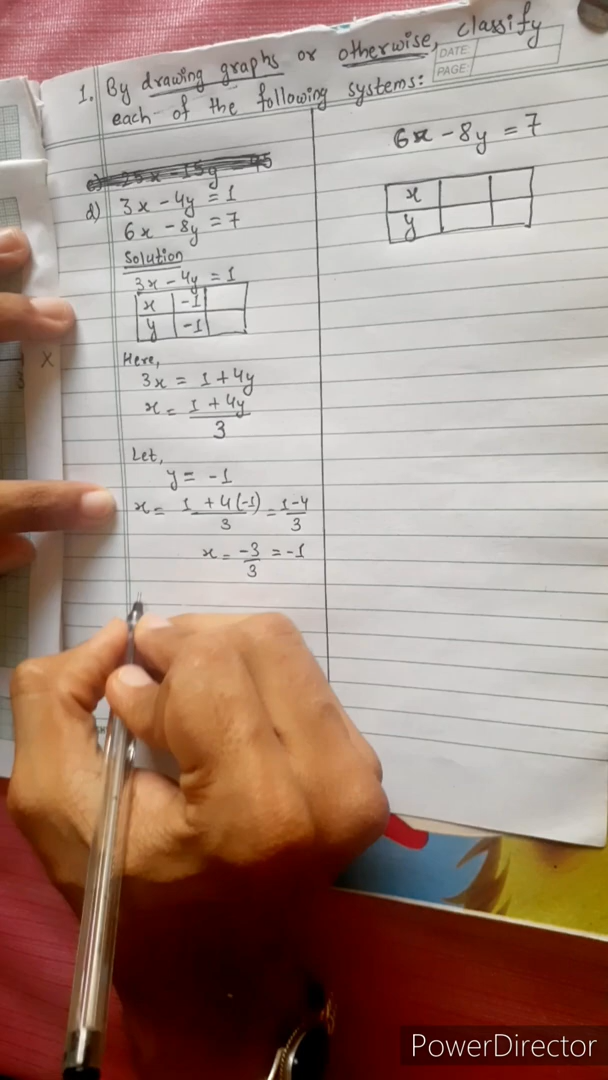 1. By drawing graphs or otherwise, classify
each of the following systems:
DATE:
PAGE:
d) 3x - 4y = 1
6x - 8y = 7
Solution
3x - 4y = 1
x -1
y -1
Here,
3x = 1 + 4y
x = 1 + 4y
3
Let,
y = -1
x = 1 + 4(-1) = 1-4
3 3
x = -3 = -1
3
6x - 8y = 7
x
y
x
3
PowerDirector